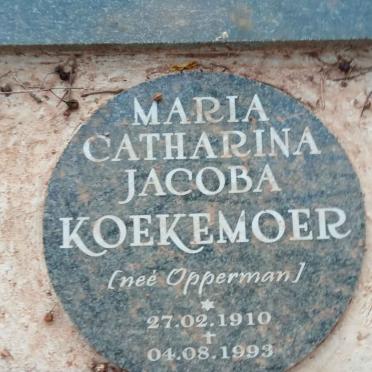 MARIA
CATHARINA
JACOBA
KOEKEMOER
[neé Opperman]
* 27.02.1910
† 04.08.1993